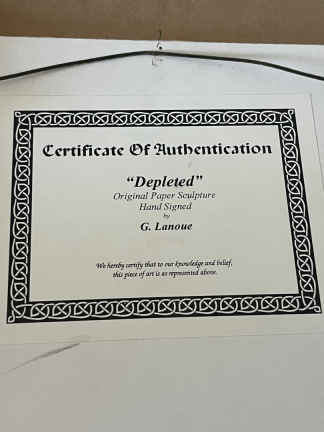 Certificate Of Authentication
"Depleted"
Original Paper Sculpture
Hand Signed
by
G. Lanoue
We hereby certify that to our knowledge and belief,
this piece of art is as represented above.